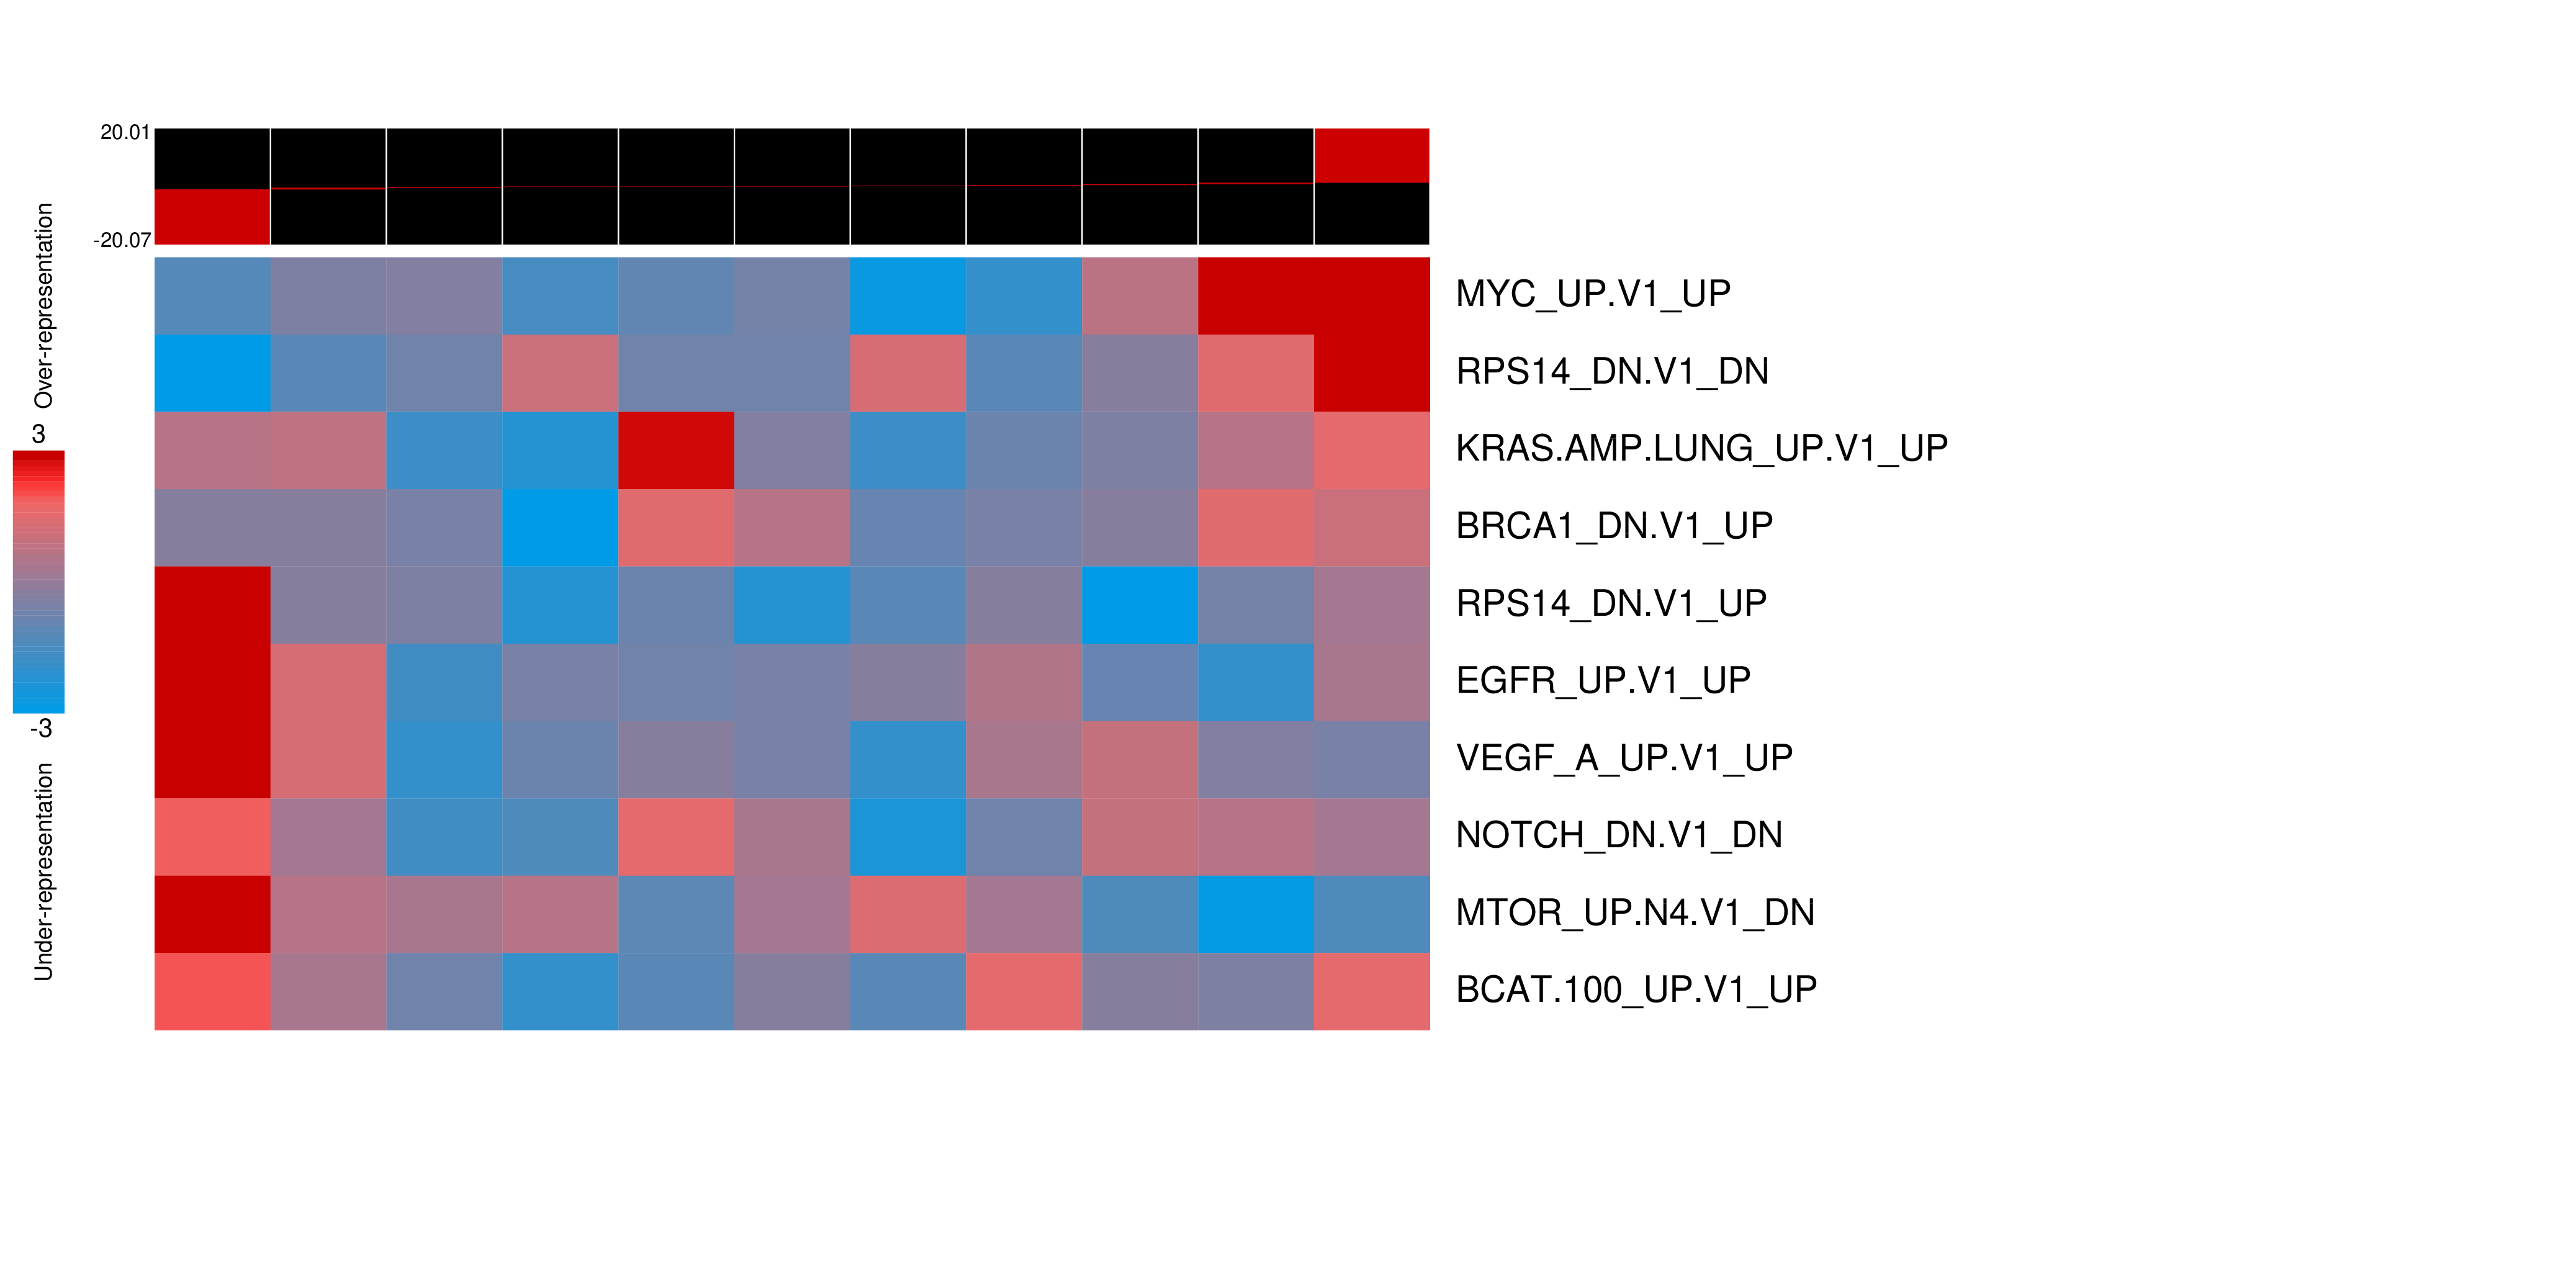 20.01
-20.07
Over-representation
3
-3
Under-representation
MYC_UP.V1_UP
RPS14_DN.V1_DN
KRAS.AMP.LUNG_UP.V1_UP
BRCA1_DN.V1_UP
RPS14_DN.V1_UP
EGFR_UP.V1_UP
VEGF_A_UP.V1_UP
NOTCH_DN.V1_DN
MTOR_UP.N4.V1_DN
BCAT.100_UP.V1_UP